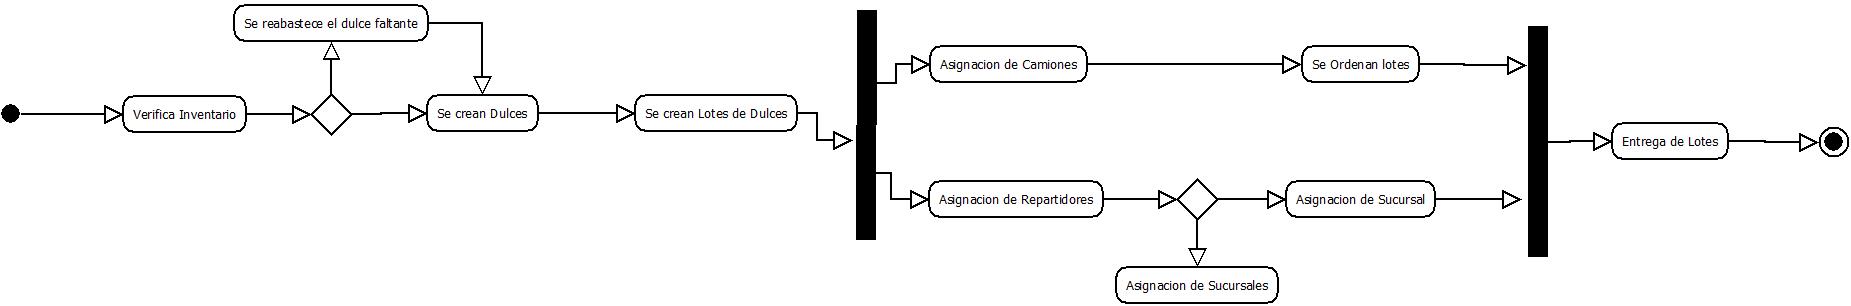 Se reabastece el dulce faltante
Verifica Inventario
Se crean Dulces
Se crean Lotes de Dulces
Asignacion de Camiones
Se Ordenan lotes
Asignacion de Repartidores
Asignacion de Sucursal
Asignacion de Sucursales
Entrega de Lotes